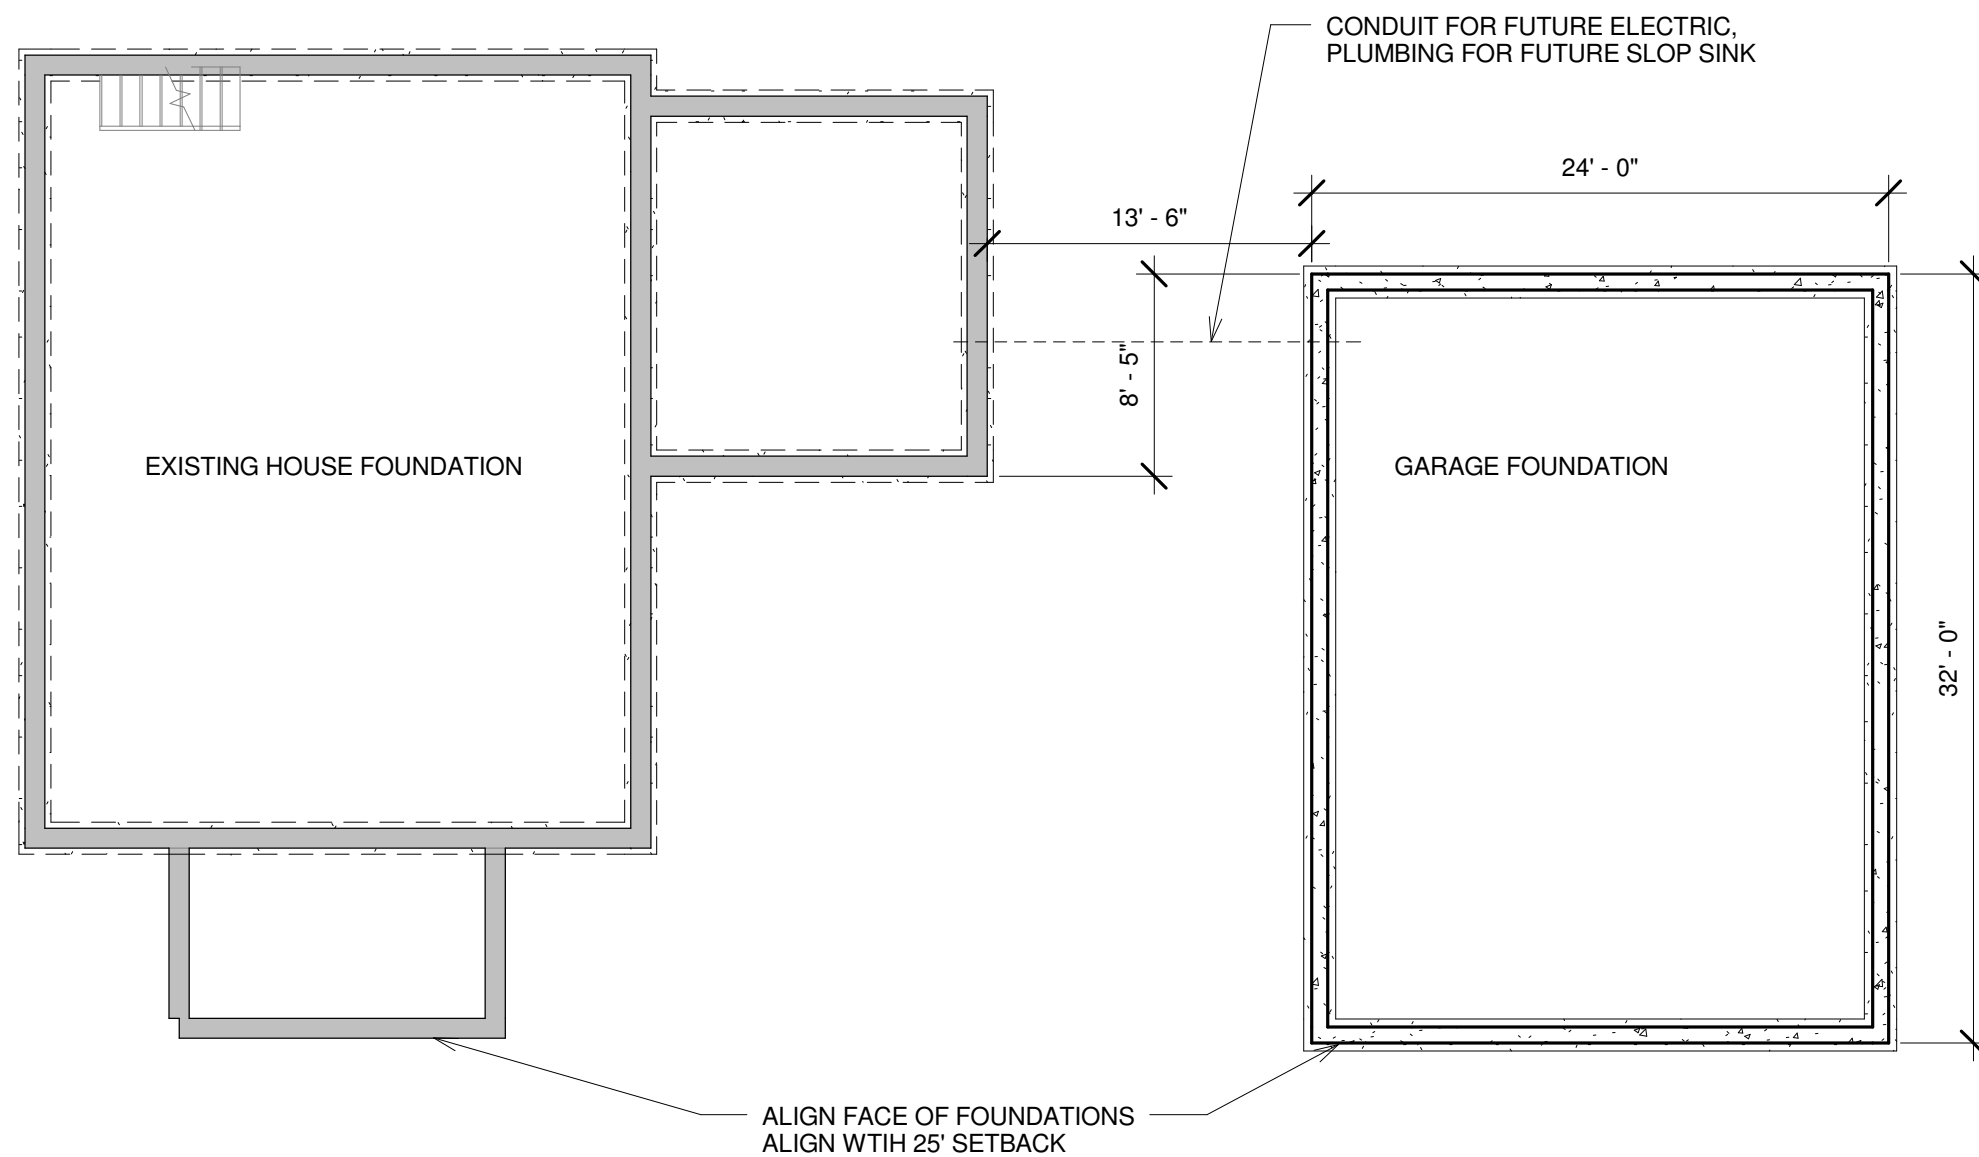 CONDUIT FOR FUTURE ELECTRIC,
PLUMBING FOR FUTURE SLOP SINK
24' - 0"
13' - 6"
8' - 5"
EXISTING HOUSE FOUNDATION
GARAGE FOUNDATION
32' - 0"
ALIGN FACE OF FOUNDATIONS
ALIGN WTIH 25' SETBACK